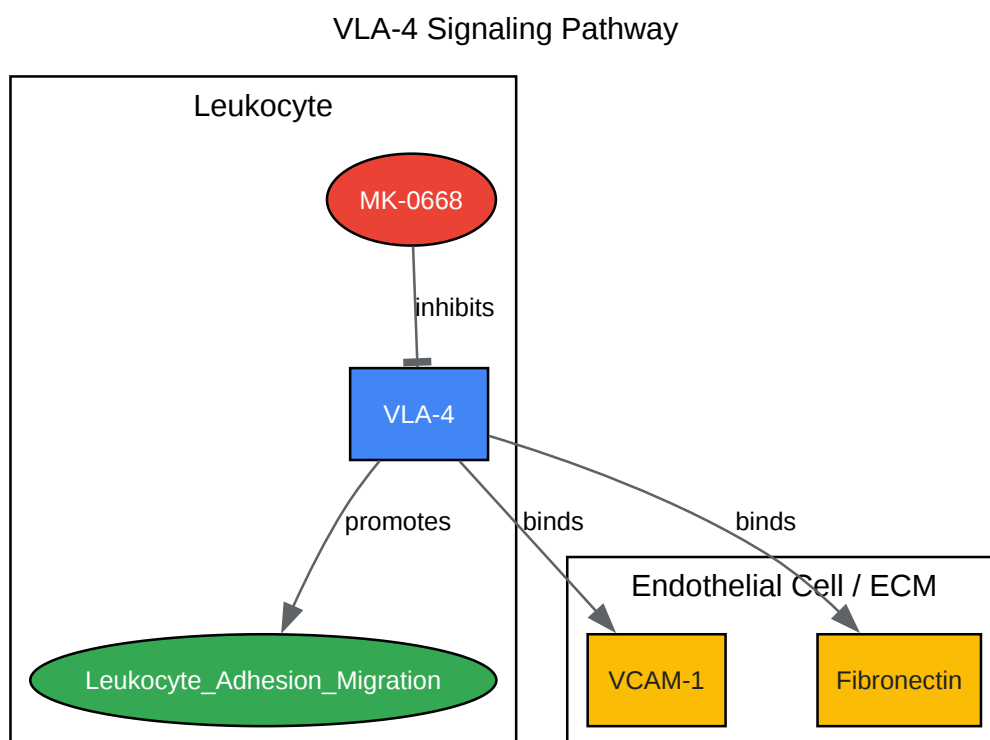 VLA-4 Signaling Pathway
Leukocyte
MK-0668
inhibits
VLA-4
promotes
binds
binds
Endothelial Cell / ECM
Leukocyte_Adhesion_Migration
VCAM-1
Fibronectin